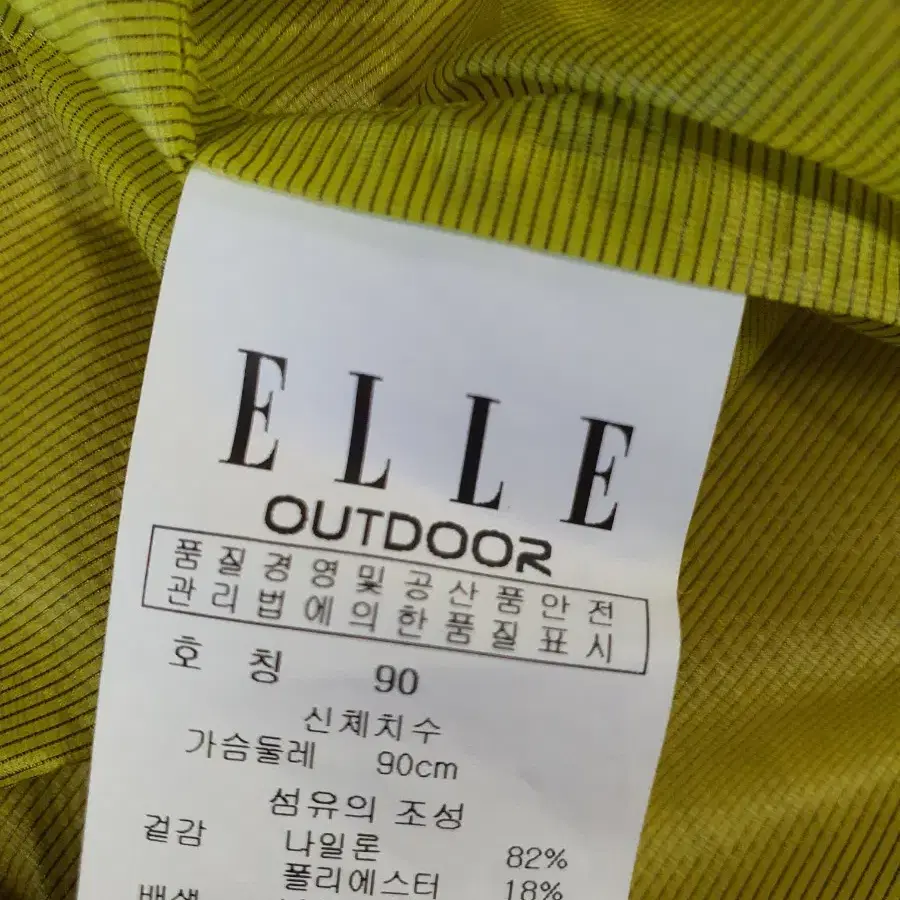 ELLE
OUTDOOR
품질경영및공산품안전
관리법에의한품질표시
호 칭 90
신체치수
가슴둘레 90cm
섬유의 조성
겉감 나일론 82%
폴리에스터 18%
배색